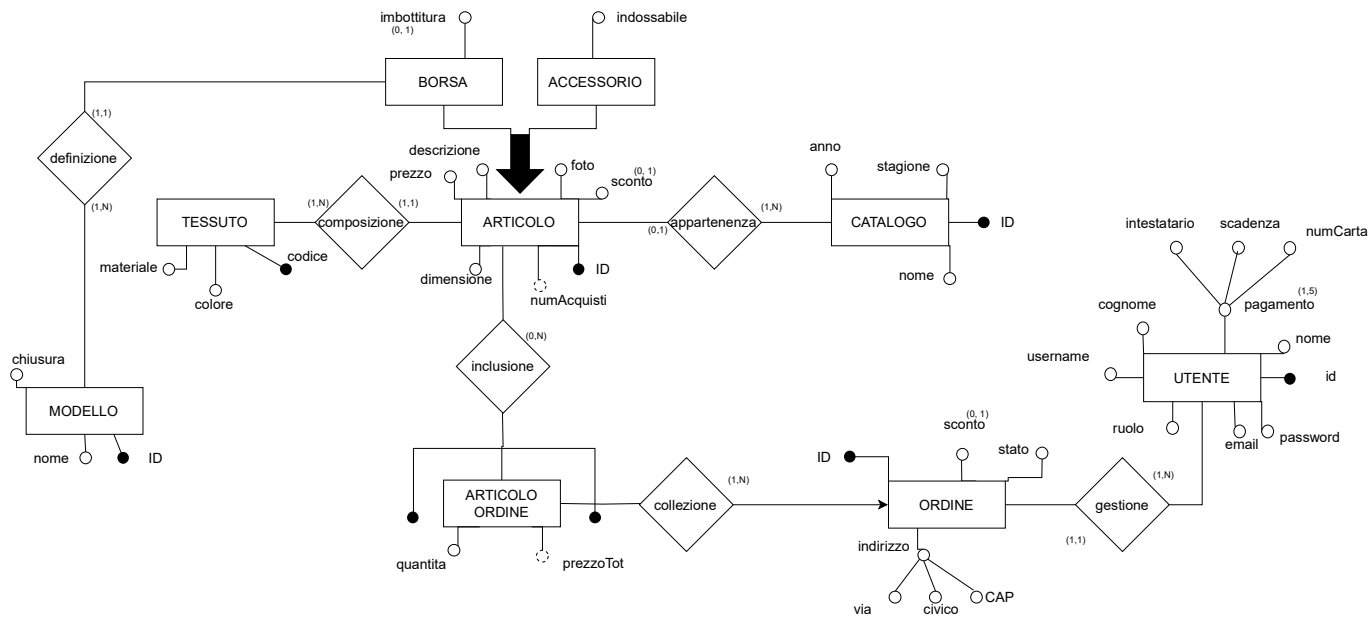 imbottitura
(0, 1)
indossabile
BORSA
ACCESSORIO
(1,1)
definizione
(1,N)
descrizione
prezzo
foto
sconto
(0, 1)
anno
stagione
TESSUTO
(1,N)
composizione
(1,1)
ARTICOLO
(0,1)
appartenenza
(1,N)
CATALOGO
ID
materiale
colore
codice
dimensione
numAcquisti
ID
nome
intestatario
scadenza
numCarta
pagamento
(1,5)
cognome
nome
username
UTENTE
id
ruolo
email
password
(0,N)
inclusione
chiusura
MODELLO
nome
ID
ARTICOLO
ORDINE
quantita
prezzoTot
collezione
(1,N)
ID
sconto
(0, 1)
stato
ORDINE
(1,1)
gestione
(1,N)
indirizzo
via
civico
CAP